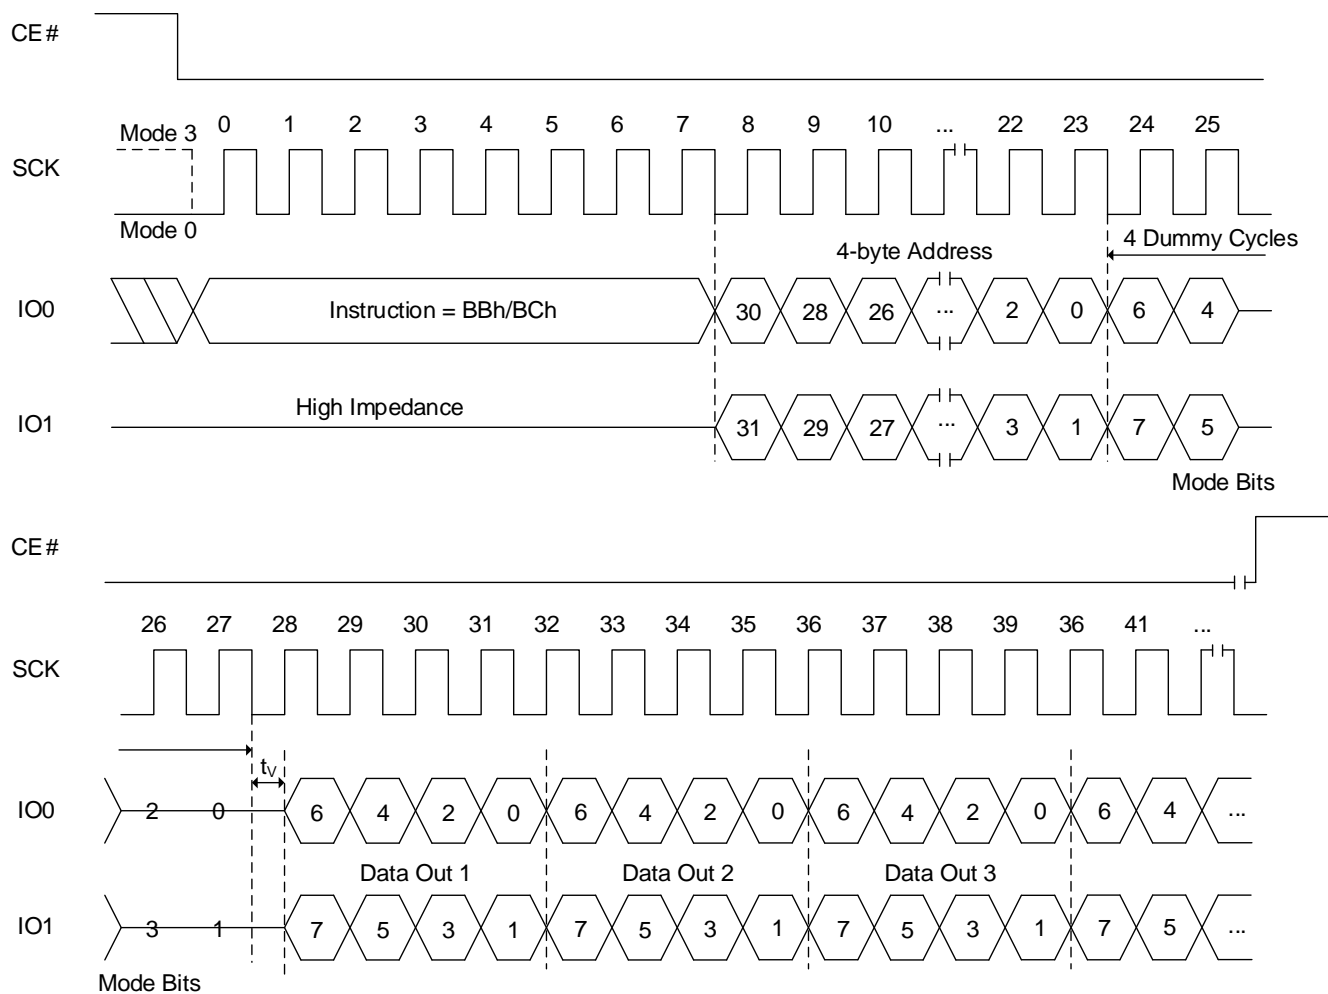 CE#
Mode 3 0 1 2 3 4 5 6 7 8 9 10 ... 22 23 24 25
SCK
Mode 0
4-byte Address 4 Dummy Cycles
IO0 Instruction = BBh/BCh 30 28 26 ... 2 0 6 4
High Impedance
IO1 31 29 27 ... 3 1 7 5
Mode Bits
CE#
26 27 28 29 30 31 32 33 34 35 36 37 38 39 36 41 ...
SCK
tV
IO0 2 0 6 4 2 0 6 4 2 0 6 4 2 0 6 4 ...
Data Out 1 Data Out 2 Data Out 3
IO1 3 1 7 5 3 1 7 5 3 1 7 5 3 1 7 5 ...
Mode Bits